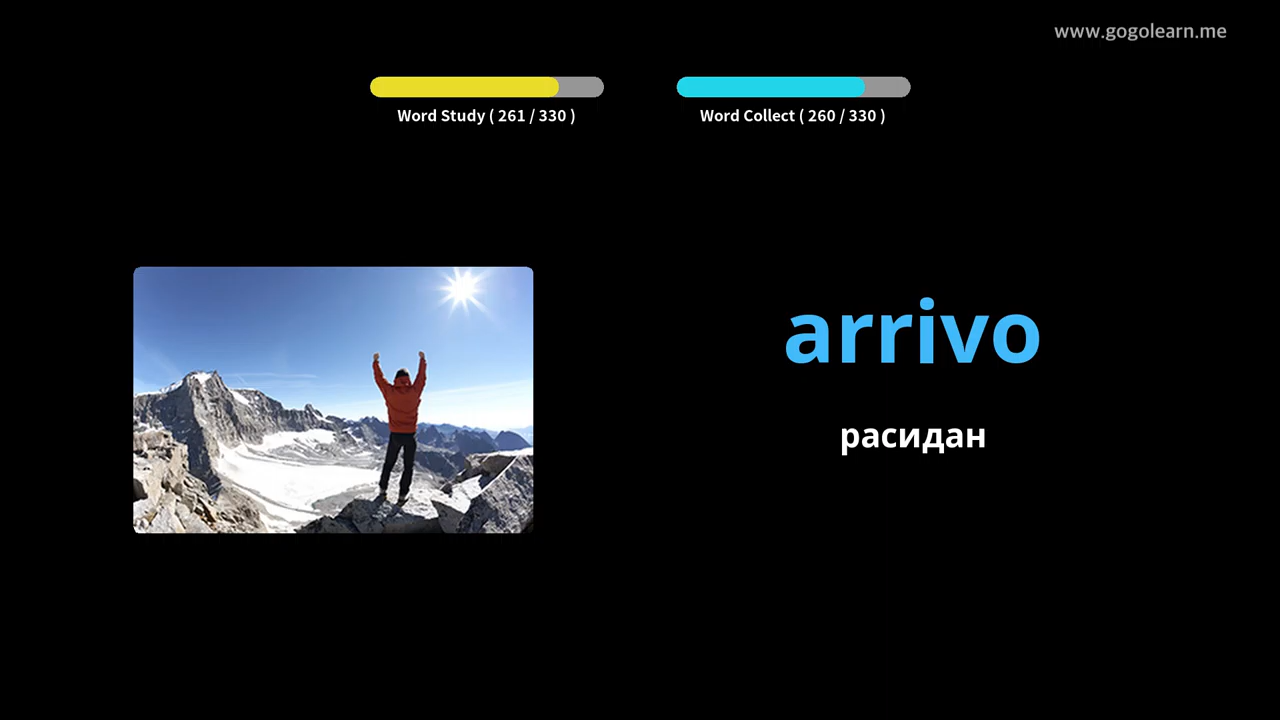 www.gogolearn.me
Word Study ( 261 / 330 )
Word Collect ( 260 / 330 )
arrivo
расидан